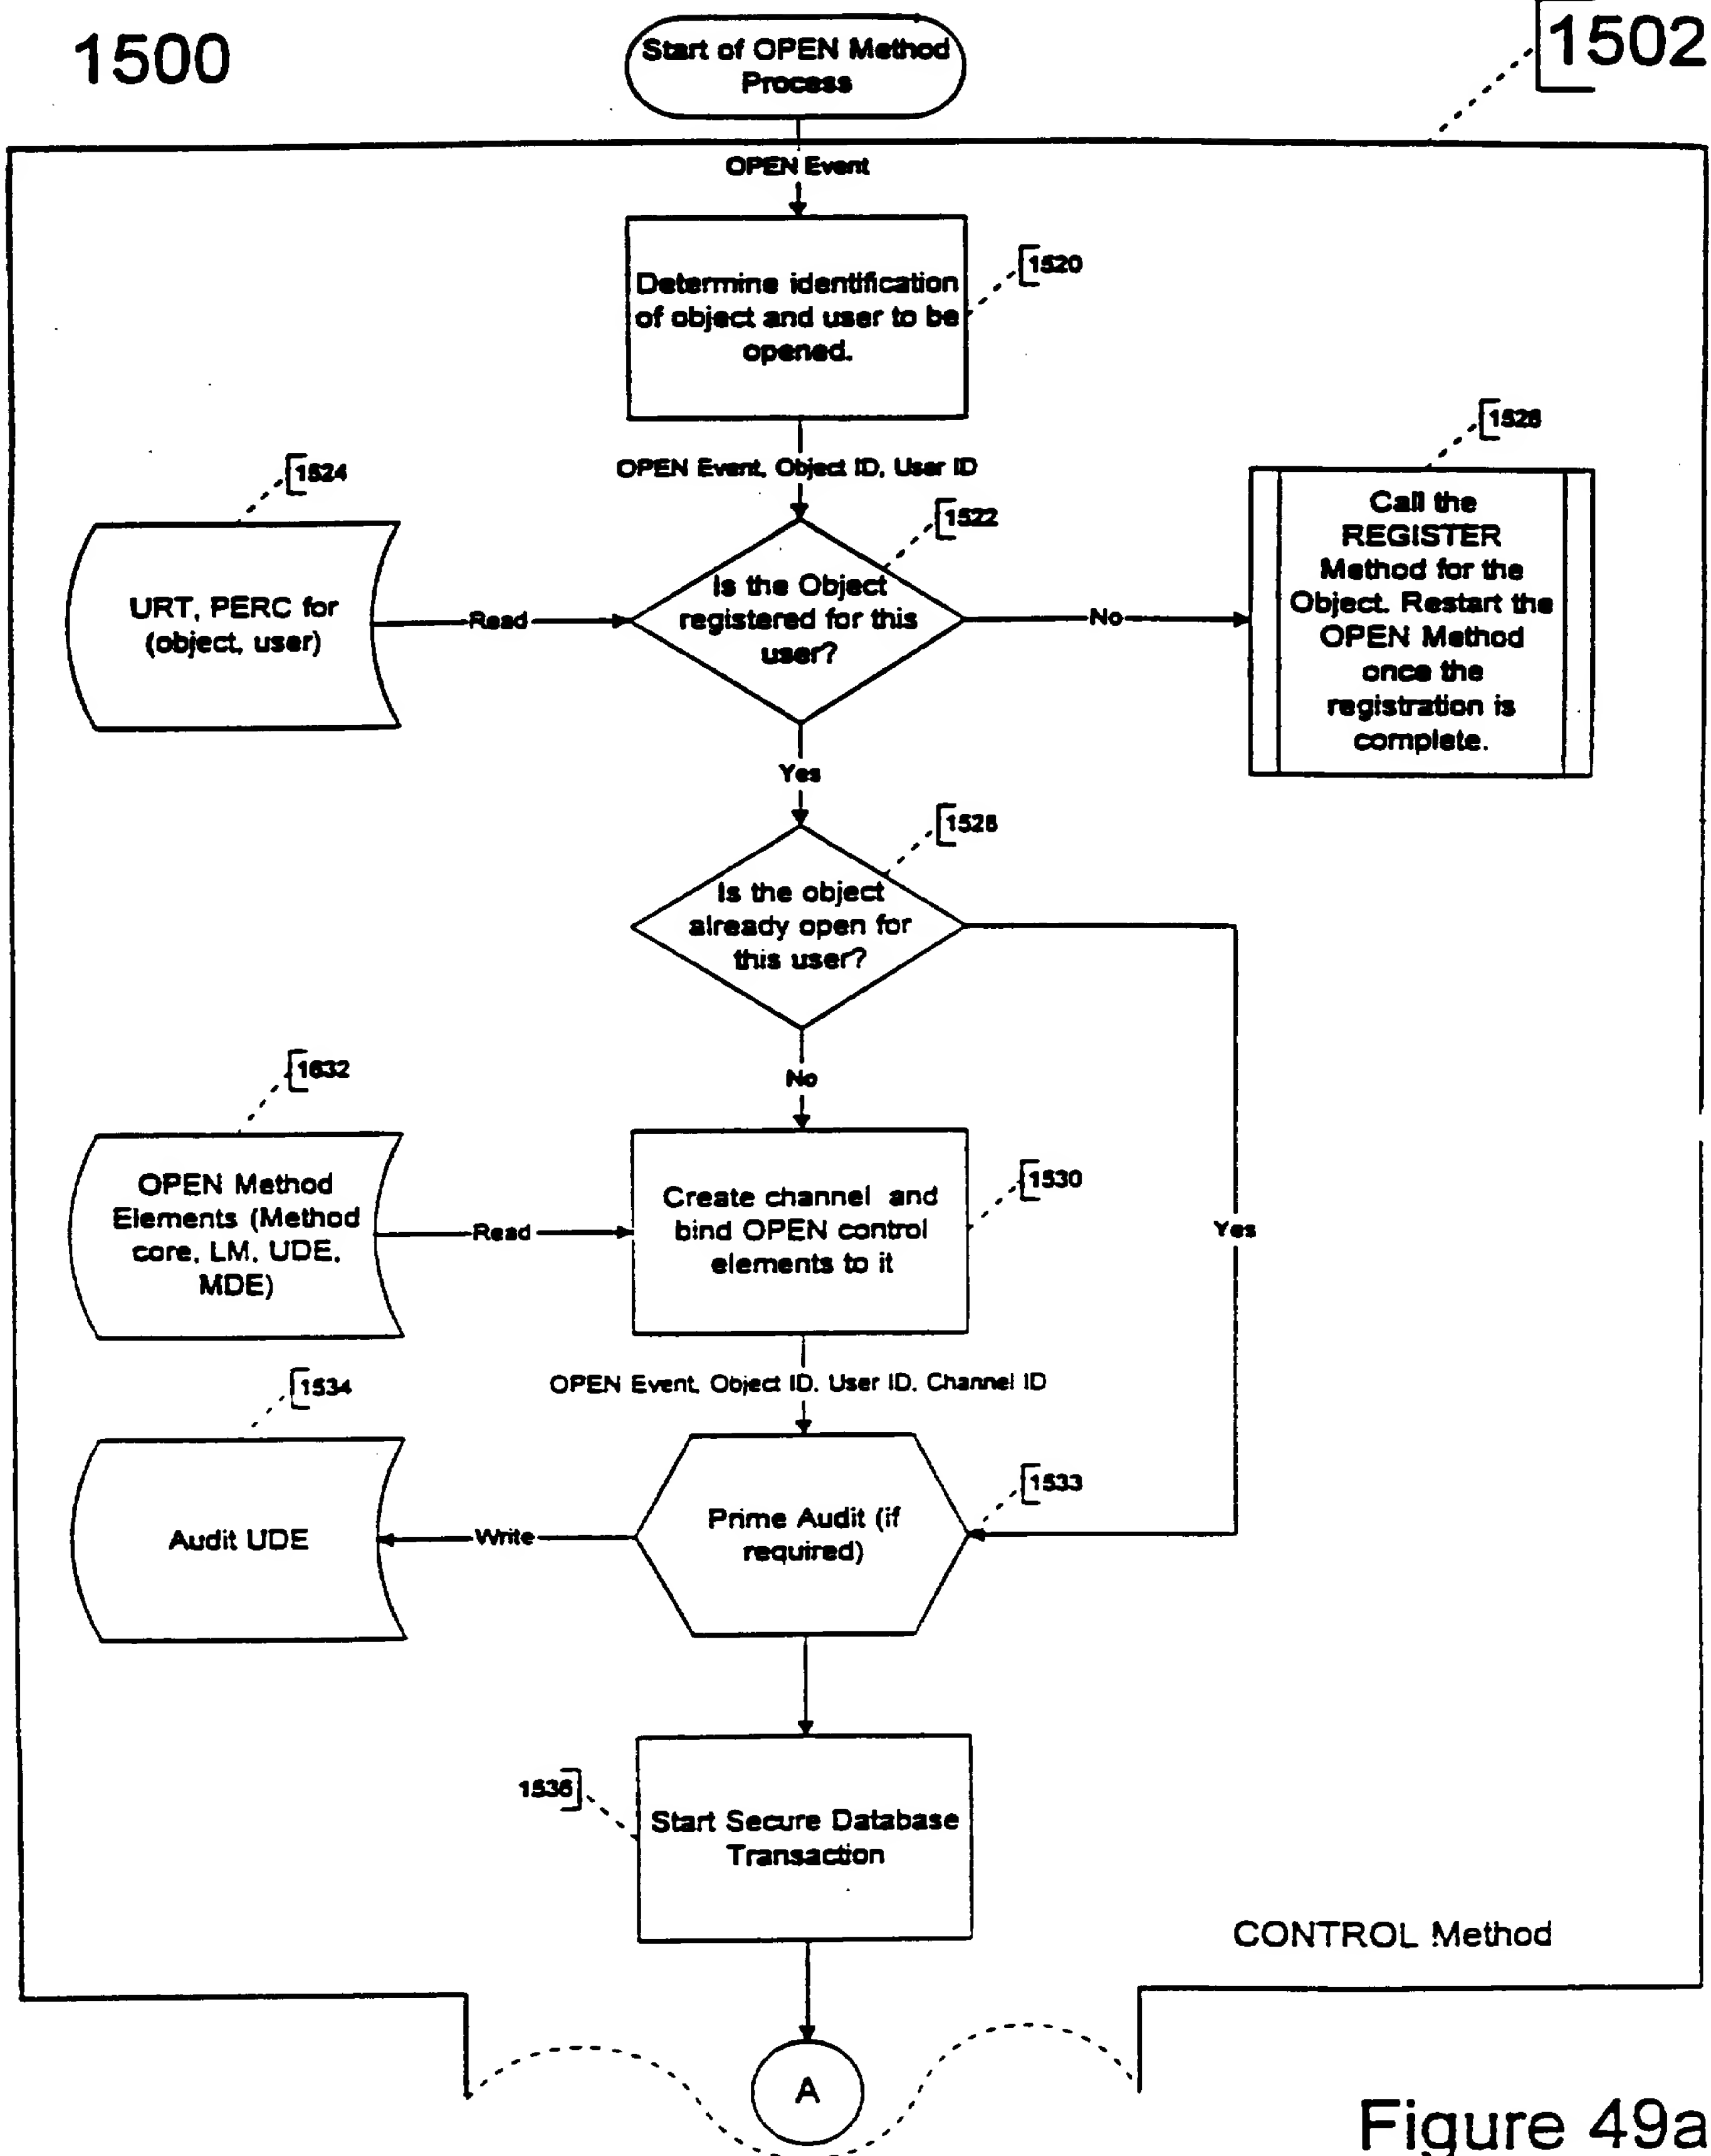 1500
1502
Start of OPEN Method
Process
OPEN Event
1520
Determine identification
of object and user to be
opened.
OPEN Event, Object ID, User ID
1524
1522
1526
URT, PERC for
(object, user)
Read
Is the Object
registered for this
user?
No
Call the
REGISTER
Method for the
Object. Restart the
OPEN Method
once the
registration is
complete.
Yes
1528
Is the object
already open for
this user?
No
Yes
1632
OPEN Method
Elements (Method
core, LM, UDE,
MDE)
Read
1530
Create channel and
bind OPEN control
elements to it
OPEN Event, Object ID, User ID, Channel ID
1534
Audit UDE
Write
1533
Prime Audit (if
required)
1536
Start Secure Database
Transaction
CONTROL Method
A
Figure 49a